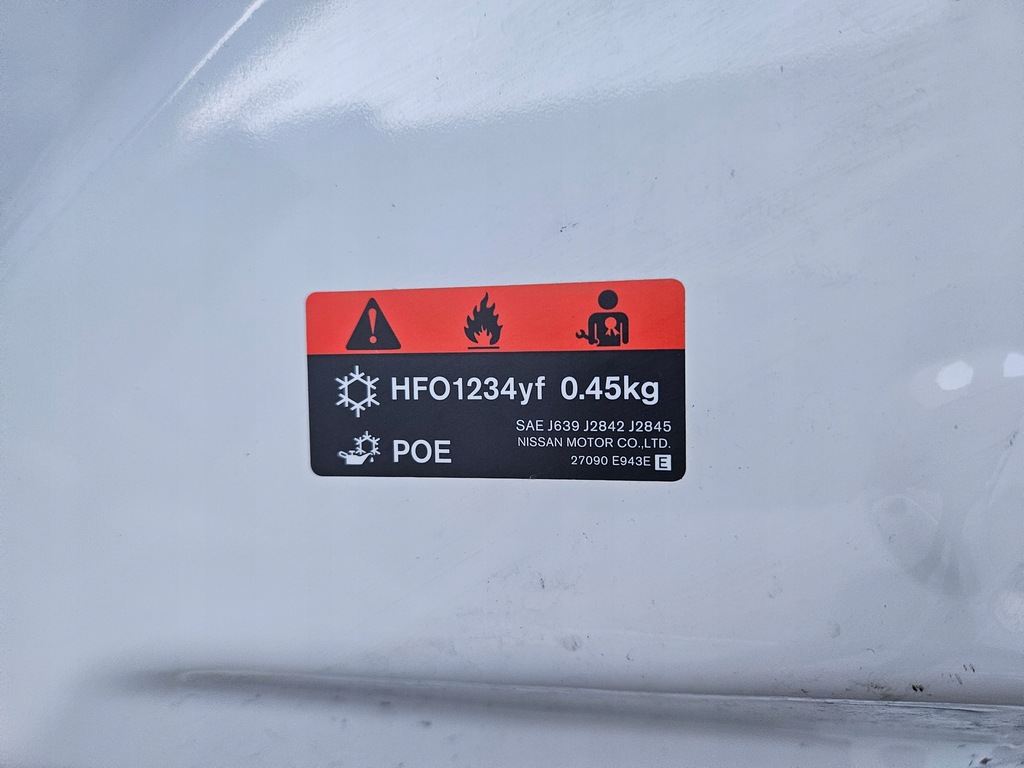 HFO1234yf 0.45kg
POE
SAE J639 J2842 J2845
NISSAN MOTOR CO.,LTD.
27090 E943E E